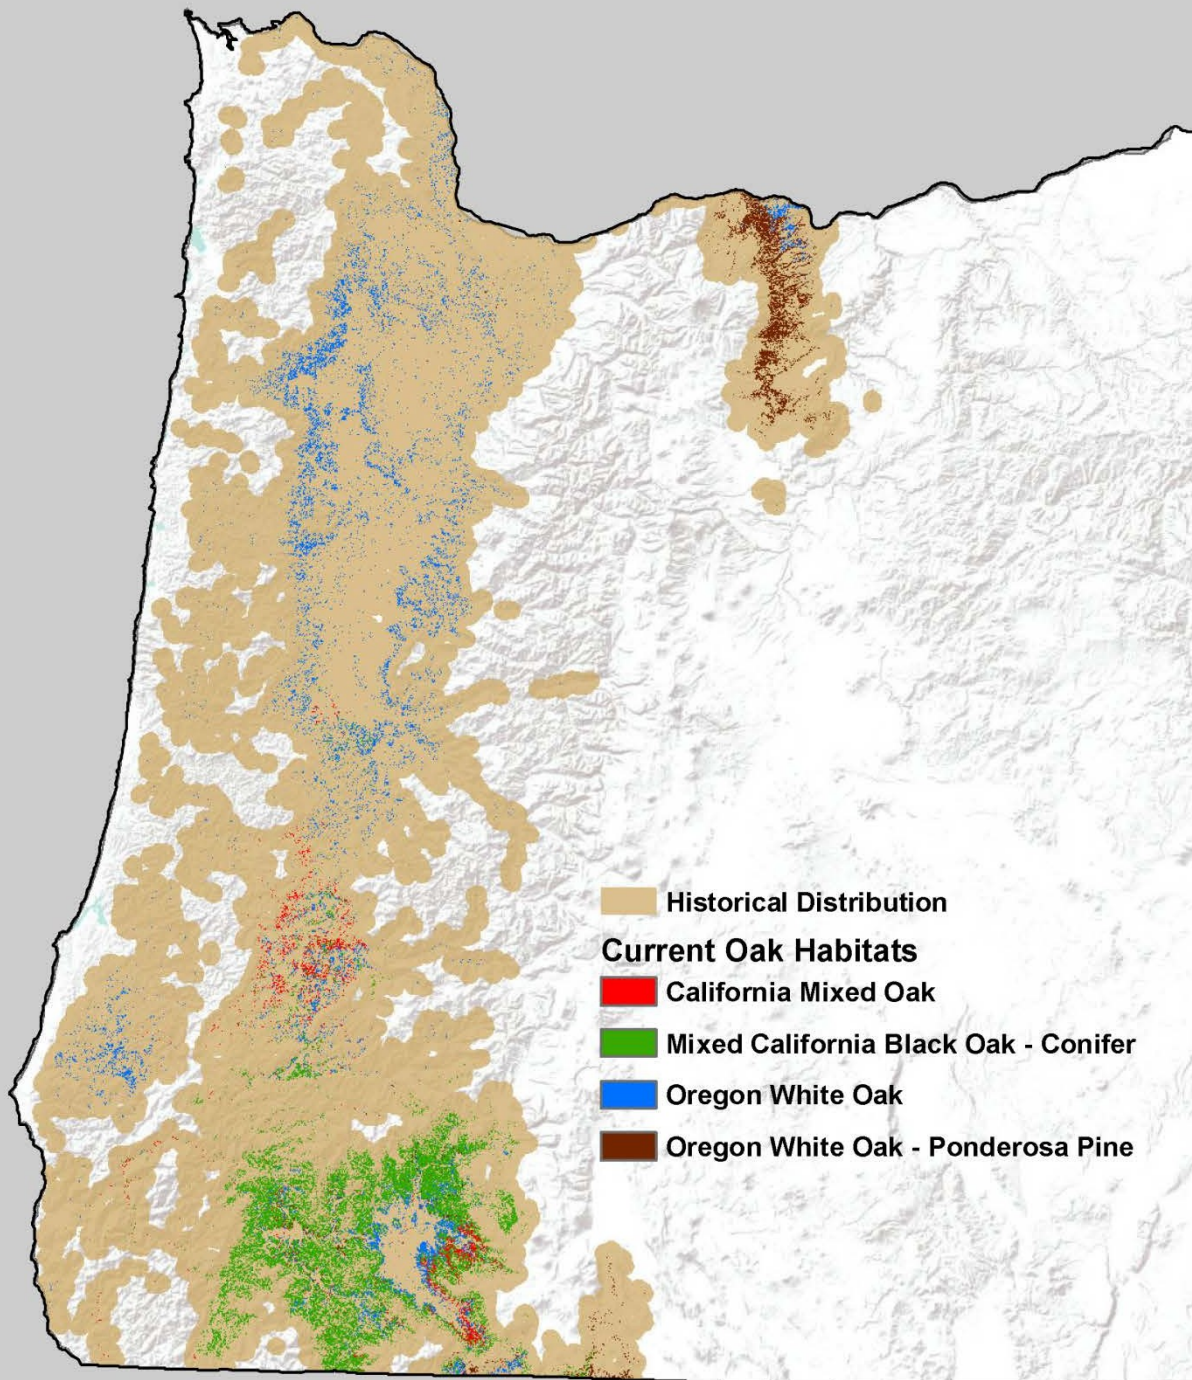 Historical Distribution
Current Oak Habitats
California Mixed Oak
Mixed California Black Oak - Conifer
Oregon White Oak
Oregon White Oak - Ponderosa Pine